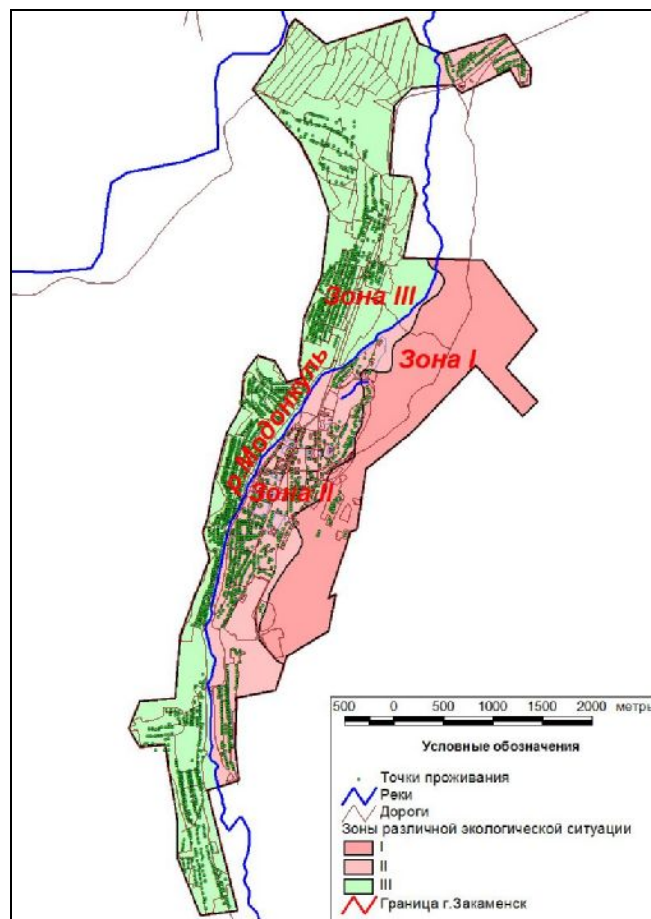 Зона III
Зона I
р Модонкуль
Зона II
500 0 500 1000 1500 2000 метры
Условные обозначения
Точки проживания
Реки
Дороги
Зоны различной экологической ситуации
I
II
III
Граница г.Закаменск